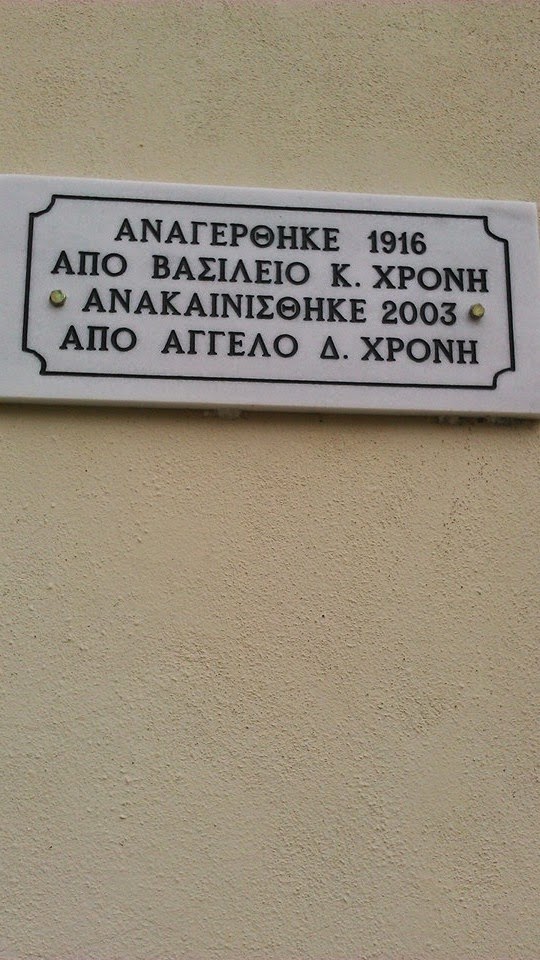 ΑΝΑΓΕΡΘΗΚΕ 1916
ΑΠΟ ΒΑΣΙΛΕΙΟ Κ. ΧΡΟΝΗ
ΑΝΑΚΑΙΝΙΣΘΗΚΕ 2003
ΑΠΟ ΑΓΓΕΛΟ Δ. ΧΡΟΝΗ